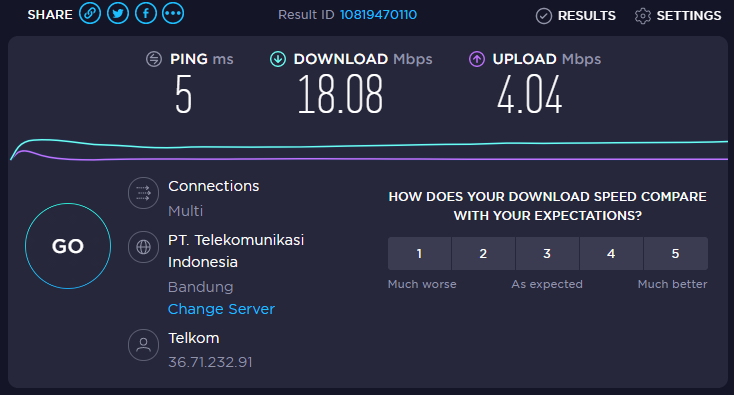 SHARE
Result ID 10819470110
RESULTS
SETTINGS
PING ms
5
DOWNLOAD Mbps
18.08
UPLOAD Mbps
4.04
GO
Connections
Multi
PT. Telekomunikasi
Indonesia
Bandung
Change Server
Telkom
36.71.232.91
HOW DOES YOUR DOWNLOAD SPEED COMPARE
WITH YOUR EXPECTATIONS?
1 2 3 4 5
Much worse As expected Much better